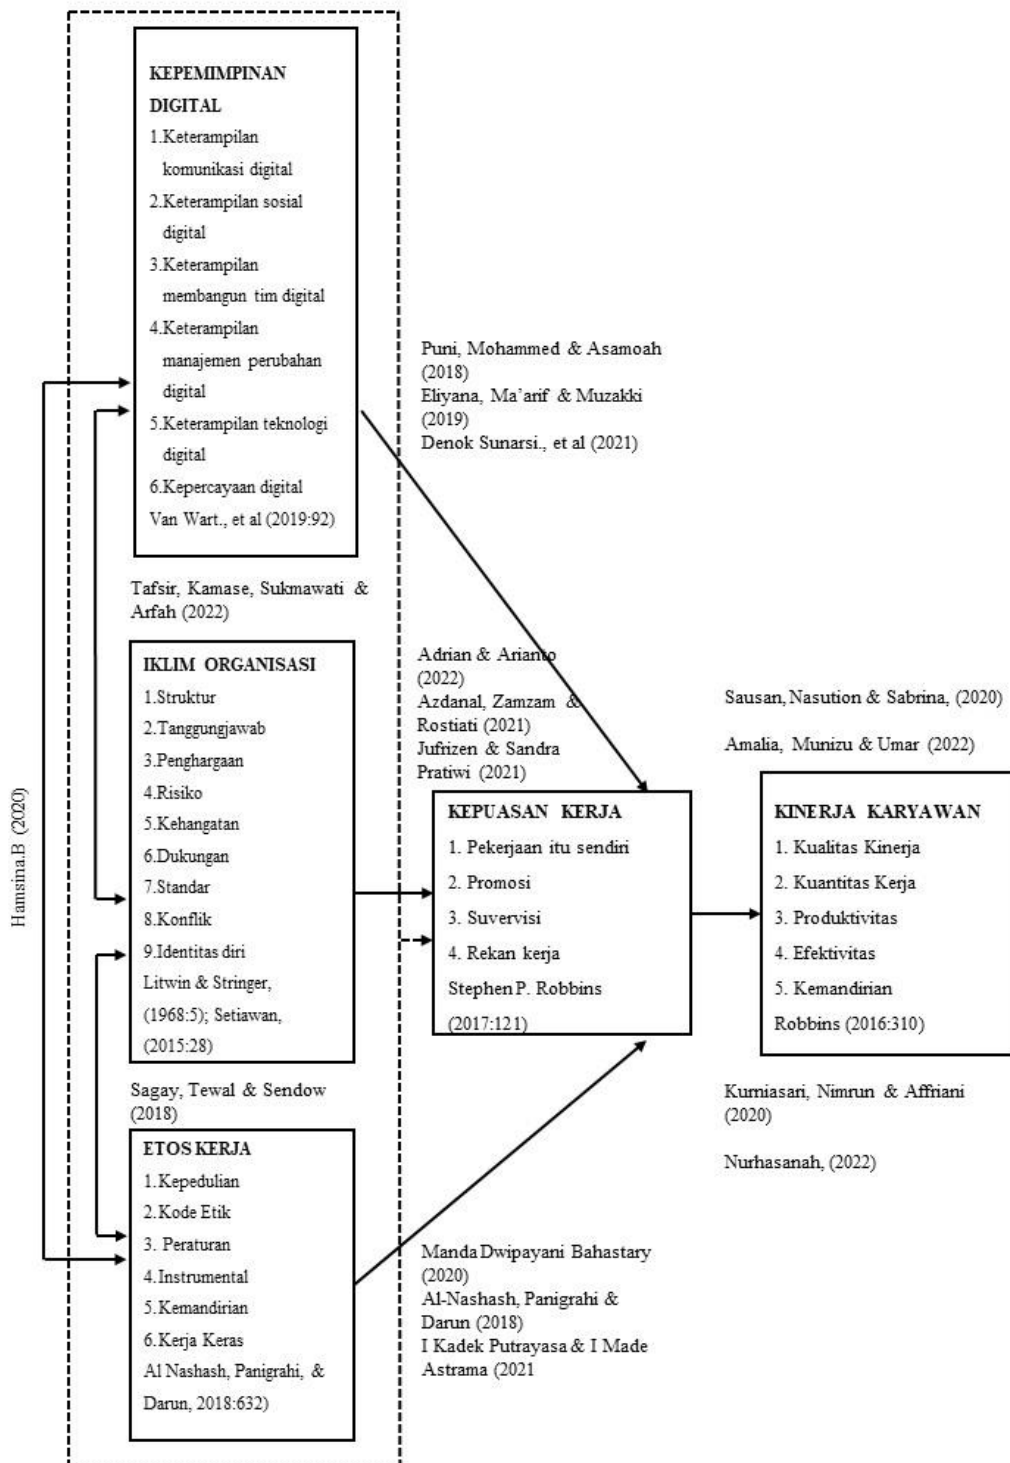 KEPEMIMPINAN
DIGITAL
1.Keterampilan
komunikasi digital
2.Keterampilan sosial
digital
3.Keterampilan
membangun tim digital
4.Keterampilan
manajemen perubahan
digital
5.Keterampilan teknologi
digital
6.Kepercayaan digital
Van Wart., et al (2019:92)
Puni, Mohammed & Asamoah
(2018)
Eliyana, Ma'arif & Muzakki
(2019)
Denok Sunarsi., et al (2021)
Tafsir, Kamase, Sukmawati &
Arfah (2022)
Hamsina.B (2020)
IKLIM ORGANISASI
1.Struktur
2.Tanggungjawab
3.Penghargaan
4.Risiko
5.Kehangatan
6.Dukungan
7.Standar
8.Konflik
9.Identitas diri
Litwin & Stringer,
(1968:5); Setiawan,
(2015:28)
Adrian & Arianto
(2022)
Azdanal, Zamzam &
Rostiati (2021)
Jufrizen & Sandra
Pratiwi (2021)
KEPUASAN KERJA
1. Pekerjaan itu sendiri
2. Promosi
3. Suvervisi
4. Rekan kerja
Stephen P. Robbins
(2017:121)
Sausan, Nasution & Sabrina, (2020)
Amalia, Munizu & Umar (2022)
KINERJA KARYAWAN
1. Kualitas Kinerja
2. Kuantitas Kerja
3. Produktivitas
4. Efektivitas
5. Kemandirian
Robbins (2016:310)
Kurniasari, Nimrun & Affriani
(2020)
Nurhasanah, (2022)
Sagay, Tewal & Sendow
(2018)
ETOS KERJA
1.Kepedulian
2.Kode Etik
3. Peraturan
4.Instrumental
5.Kemandirian
6.Kerja Keras
Al Nashash, Panigrahi, &
Darun, 2018:632)
Manda Dwipayani Bahastary
(2020)
Al-Nashash, Panigrahi &
Darun (2018)
I Kadek Putrayasa & I Made
Astrama (2021